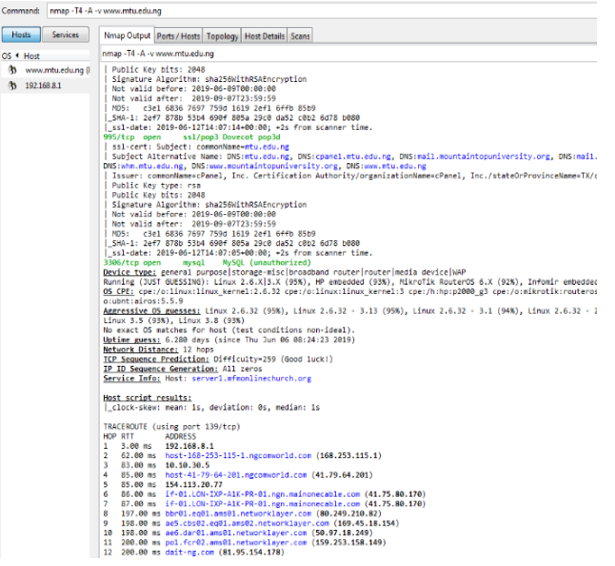 Command: nmap -T4 -A -v www.mtu.edu.ng
Hosts Services
Nmap Output Ports / Hosts Topology Host Details Scans
OS Host
nmap -T4 -A -v www.mtu.edu.ng
www.mtu.edu.ng (
192.168.8.1
| Public Key bits: 2048
| Signature Algorithm: sha256WithRSAEncryption
| Not valid before: 2019-06-09T00:00:00
| Not valid after: 2019-09-07T23:59:59
| MD5: c3e1 6836 7697 759d 1619 2ef1 6ffb 85b9
|_SHA-1: 2ef7 878b 53b4 690f 805a 29c0 da52 c0b2 6d78 b080
|_ssl-date: 2019-06-12T14:07:14+00:00; +2s from scanner time.
995/tcp open ssl/pop3 Dovecot pop3d
| ssl-cert: Subject: commonName=mtu.edu.ng
| Subject Alternative Name: DNS:mtu.edu.ng, DNS:cpanel.mtu.edu.ng, DNS:mail.mountaintopuniversity.org, DNS:mail.
DNS:whm.mtu.edu.ng, DNS:www.mountaintopuniversity.org, DNS:www.mtu.edu.ng
| Issuer: commonName=cPanel, Inc. Certification Authority/organizationName=cPanel, Inc./stateOrProvinceName=TX/c
| Public Key type: rsa
| Public Key bits: 2048
| Signature Algorithm: sha256WithRSAEncryption
| Not valid before: 2019-06-09T00:00:00
| Not valid after: 2019-09-07T23:59:59
| MD5: c3e1 6836 7697 759d 1619 2ef1 6ffb 85b9
|_SHA-1: 2ef7 878b 53b4 690f 805a 29c0 da52 c0b2 6d78 b080
|_ssl-date: 2019-06-12T14:07:05+00:00; +2s from scanner time.
3306/tcp open mysql MySQL (unauthorized)
Device type: general purpose|storage-misc|broadband router|router|media device|WAP
Running (JUST GUESSING): Linux 2.6.X|3.X (95%), HP embedded (93%), MikroTik RouterOS 6.X (92%), Infomir embedded
OS CPE: cpe:/o:linux:linux_kernel:2.6.32 cpe:/o:linux:linux_kernel:3 cpe:/h:hp:p2000_g3 cpe:/o:mikrotik:routeros
o:ubnt:airos:5.5.9
Aggressive OS guesses: Linux 2.6.32 (95%), Linux 2.6.32 - 3.13 (95%), Linux 2.6.32 - 3.1 (94%), Linux 2.6.32 - 2
Linux 3.5 (93%), Linux 3.8 (93%)
No exact OS matches for host (test conditions non-ideal).
Uptime guess: 6.280 days (since Thu Jun 06 08:24:23 2019)
Network Distance: 12 hops
TCP Sequence Prediction: Difficulty=259 (Good luck!)
IP ID Sequence Generation: All zeros
Service Info: Host: server1.mfmonlinechurch.org
Host script results:
|_clock-skew: mean: 1s, deviation: 0s, median: 1s
TRACEROUTE (using port 139/tcp)
HOP RTT ADDRESS
1 3.00 ms 192.168.8.1
2 62.00 ms host-168-253-115-1.ngcomworld.com (168.253.115.1)
3 83.00 ms 10.10.30.5
4 85.00 ms host-41-79-64-201.ngcomworld.com (41.79.64.201)
5 85.00 ms 154.113.20.77
6 86.00 ms if-01.LON-IXP-A1K-PR-01.ngn.mainonecable.com (41.75.80.170)
7 87.00 ms if-01.LON-IXP-A1K-PR-01.ngn.mainonecable.com (41.75.80.170)
8 197.00 ms bbr01.eq01.ams02.networklayer.com (80.249.210.82)
9 198.00 ms ae5.cbs02.eq01.ams02.networklayer.com (169.45.18.154)
10 198.00 ms ae6.dar01.ams01.networklayer.com (50.97.18.249)
11 200.00 ms po1.fcr02.ams01.networklayer.com (159.253.158.149)
12 200.00 ms dait-ng.com (81.95.154.178)